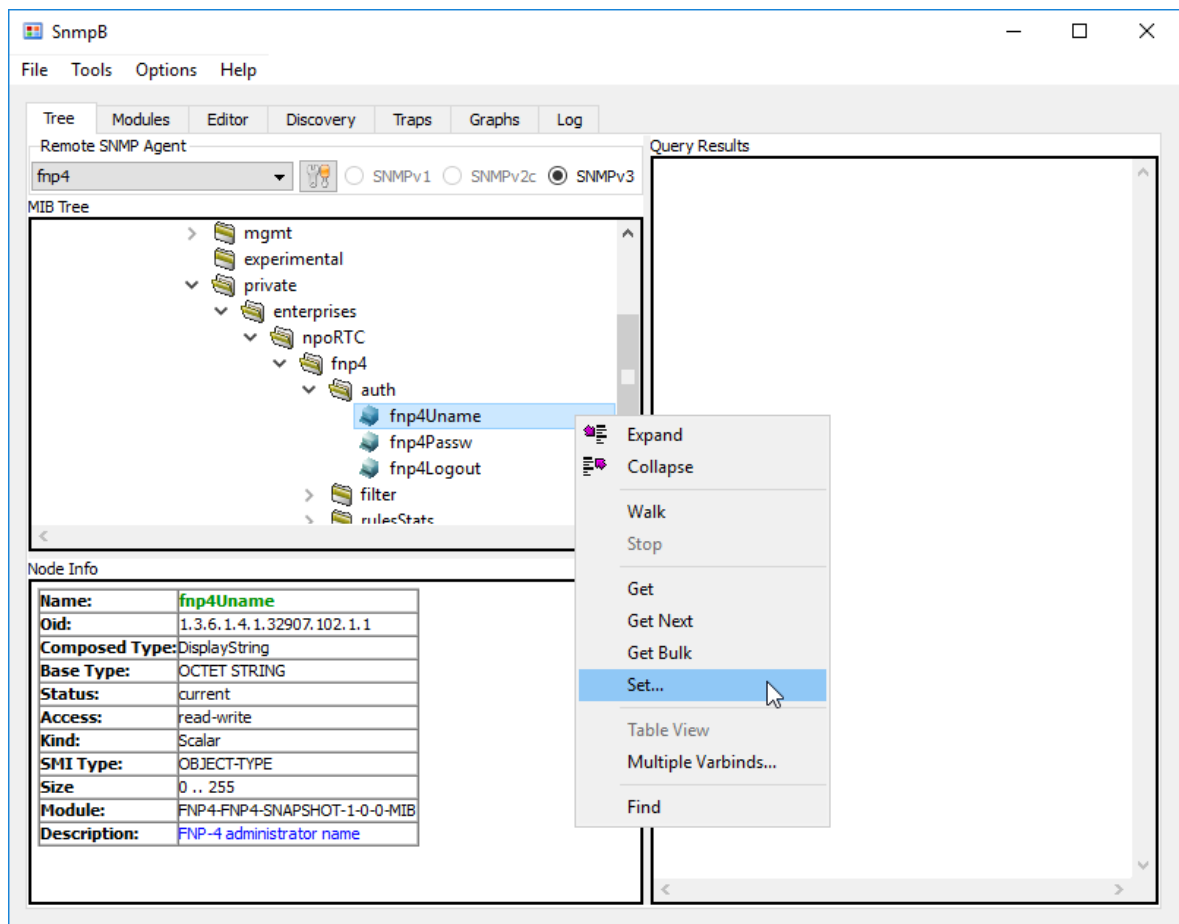 SnmpB
File Tools Options Help
Tree Modules Editor Discovery Traps Graphs Log
Remote SNMP Agent
fnp4 SNMPv1 SNMPv2c SNMPv3
MIB Tree
mgmt
experimental
private
enterprises
npoRTC
fnp4
auth
fnp4Uname
fnp4Passw
fnp4Logout
filter
rulesStats
Node Info
Name: fnp4Uname
Oid: 1.3.6.1.4.1.32907.102.1.1
Composed Type: DisplayString
Base Type: OCTET STRING
Status: current
Access: read-write
Kind: Scalar
SMI Type: OBJECT-TYPE
Size 0 .. 255
Module: FNP4-FNP4-SNAPSHOT-1-0-0-MIB
Description: FNP-4 administrator name
Expand
Collapse
Walk
Stop
Get
Get Next
Get Bulk
Set...
Table View
Multiple Varbinds...
Find
Query Results